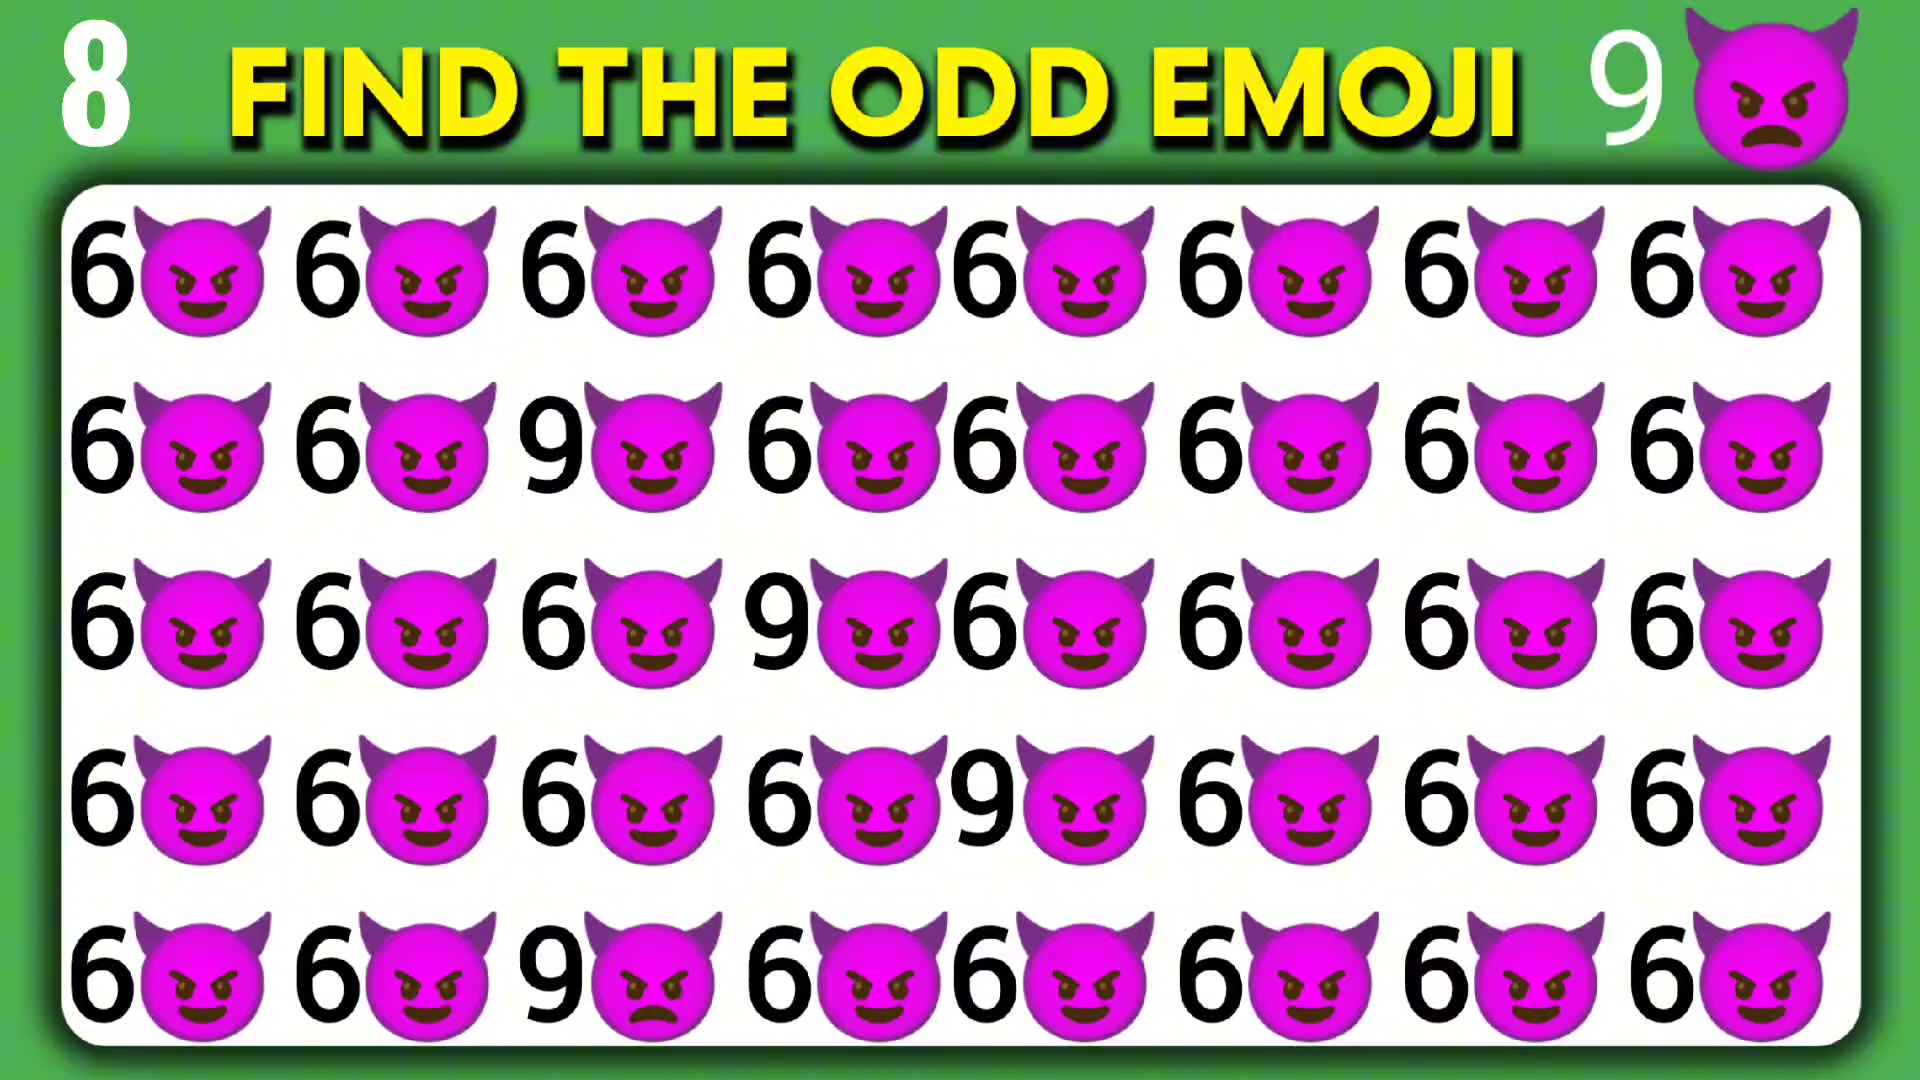 8 FIND THE ODD EMOJI 9
6 6 6 6 6 6 6 6
6 6 9 6 6 6 6 6
6 6 6 9 6 6 6 6
6 6 6 6 9 6 6 6
6 6 9 6 6 6 6 6